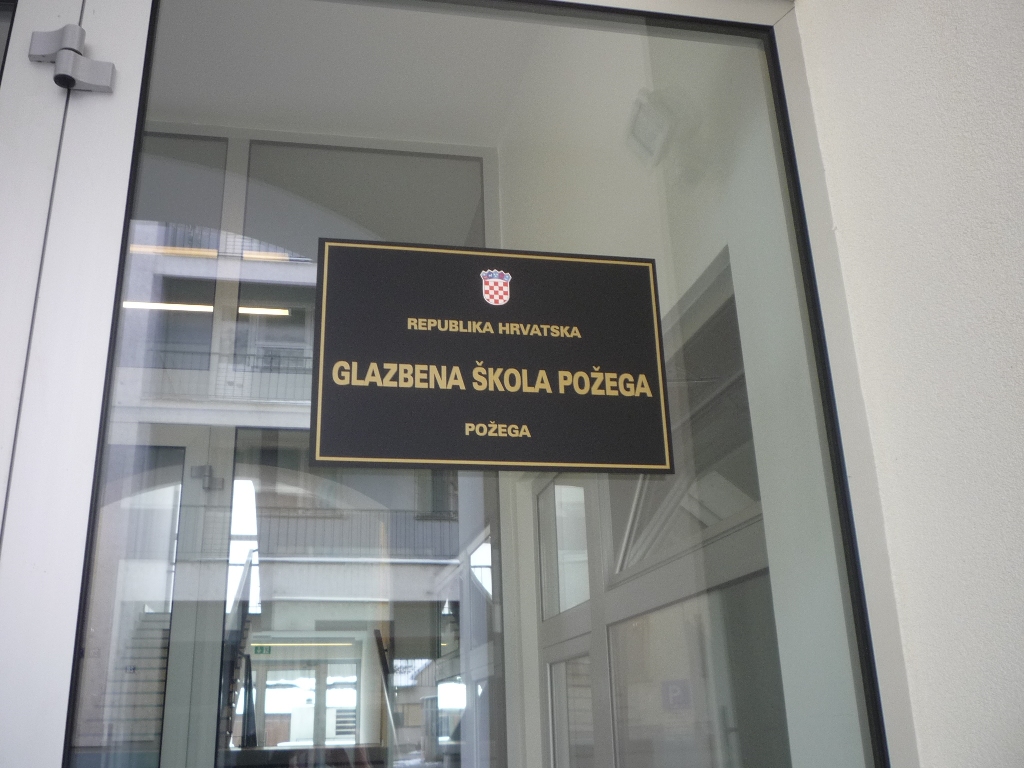 REPUBLIKA HRVATSKA
GLAZBENA ŠKOLA POŽEGA
POŽEGA
P